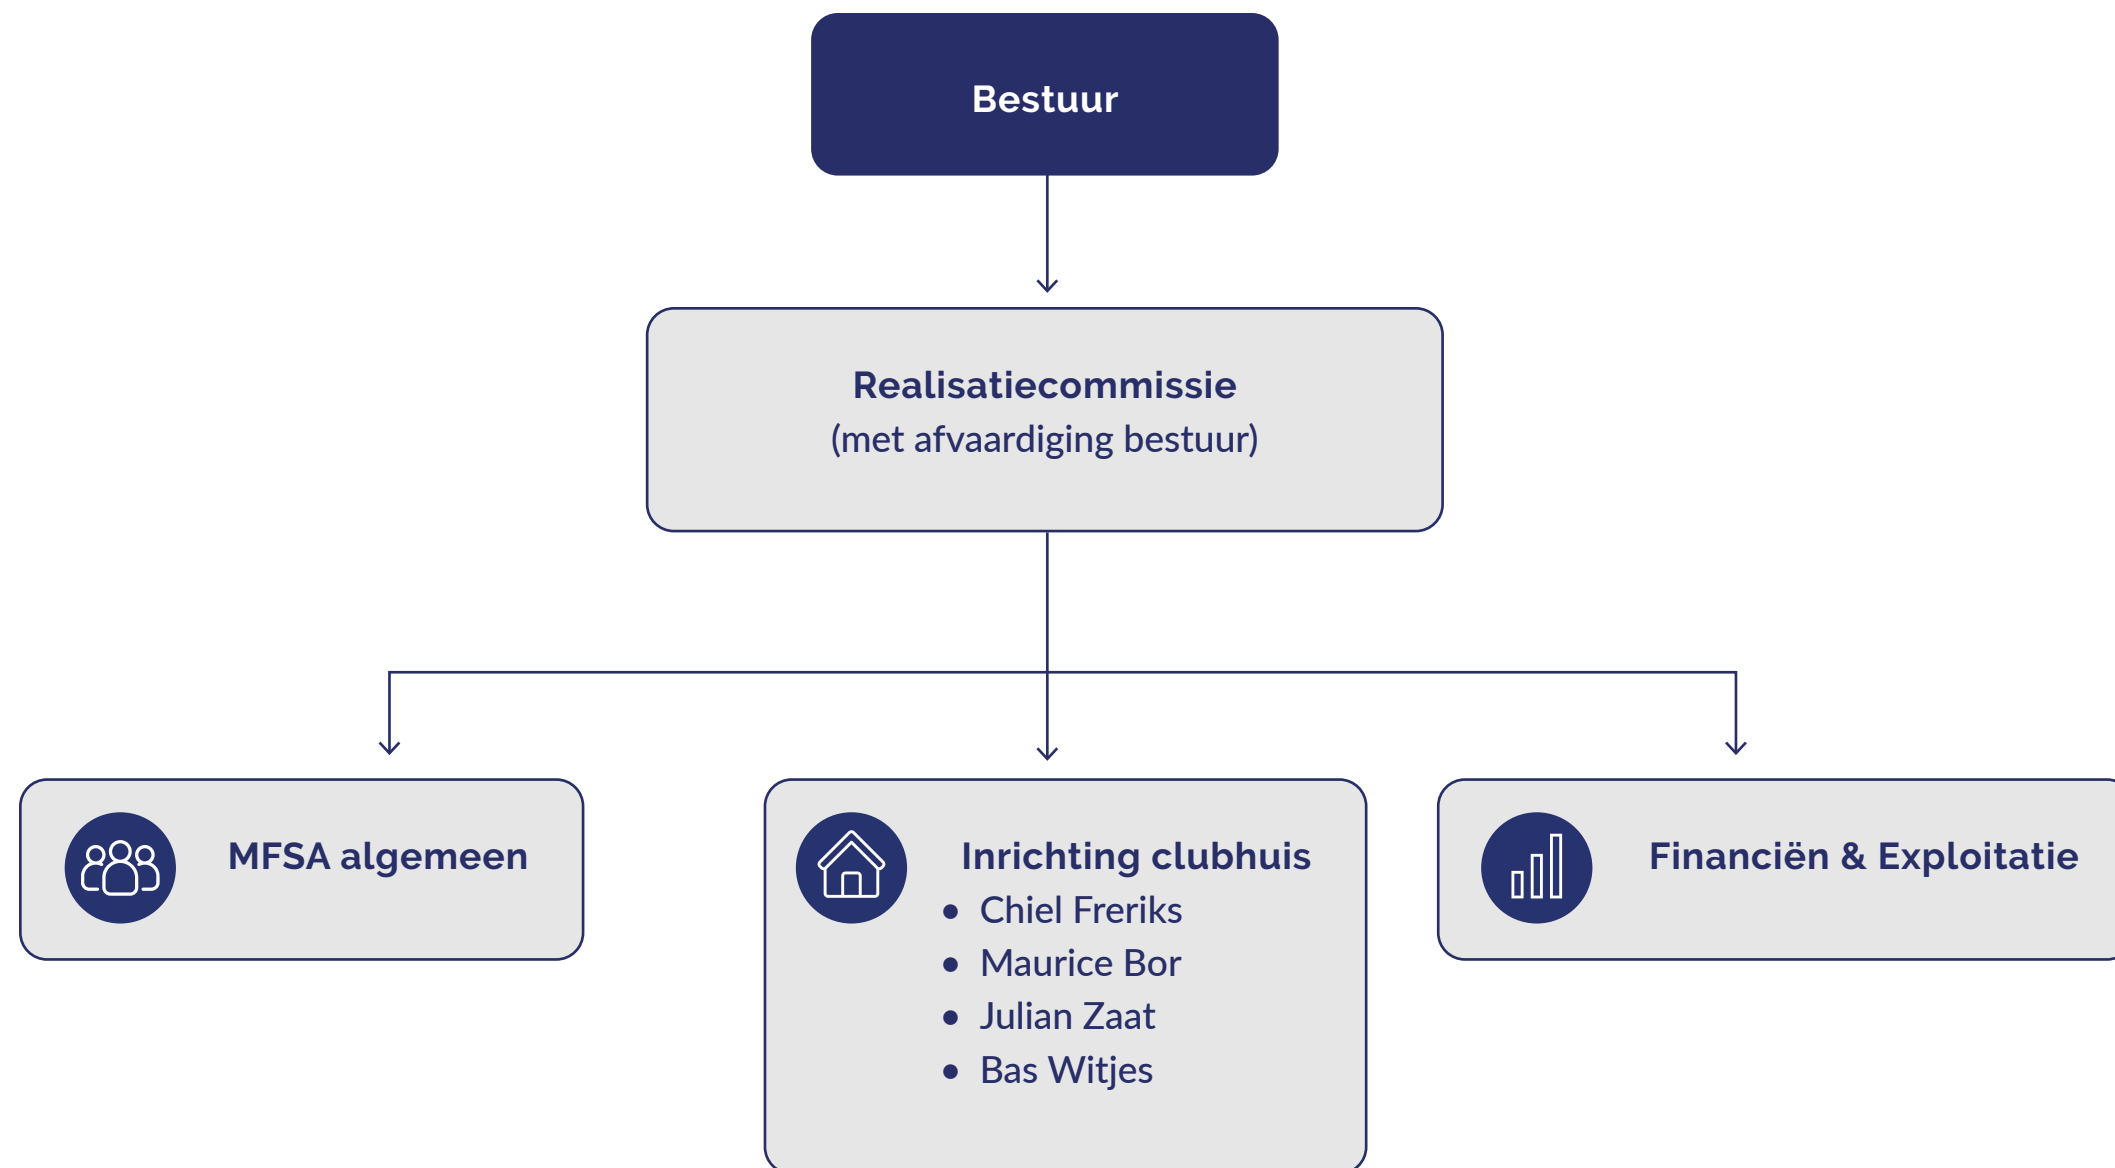 Bestuur
Realisatiecommissie
(met afvaardiging bestuur)
MFSA algemeen
Inrichting clubhuis
• Chiel Freriks
• Maurice Bor
• Julian Zaat
• Bas Witjes
Financiën & Exploitatie